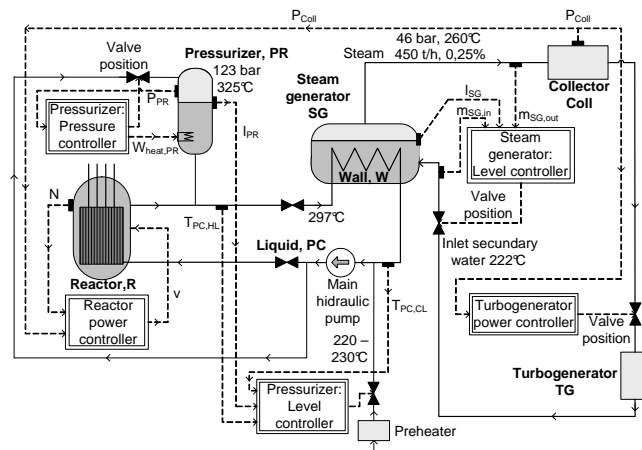 P_Coll
46 bar, 260°C
P_Coll
Valve
position
Pressurizer, PR
123 bar
325°C
Steam
450 t/h, 0,25%
Steam
generator
SG
Collector
Coll
P_PR
Pressurizer:
Pressure
controller
W_heat,PR
l_PR
l_SG
m_SG,in
m_SG,out
Steam
generator:
Level controller
Wall, W
N
T_PC,HL
297°C
Valve
position
Liquid, PC
Inlet secundary
water 222°C
Reactor,R
Main
hidraulic
pump
T_PC,CL
Reactor
power
controller
v
220 –
230°C
Turbogenerator
power controller
Valve
position
Pressurizer:
Level
controller
Turbogenerator
TG
Preheater